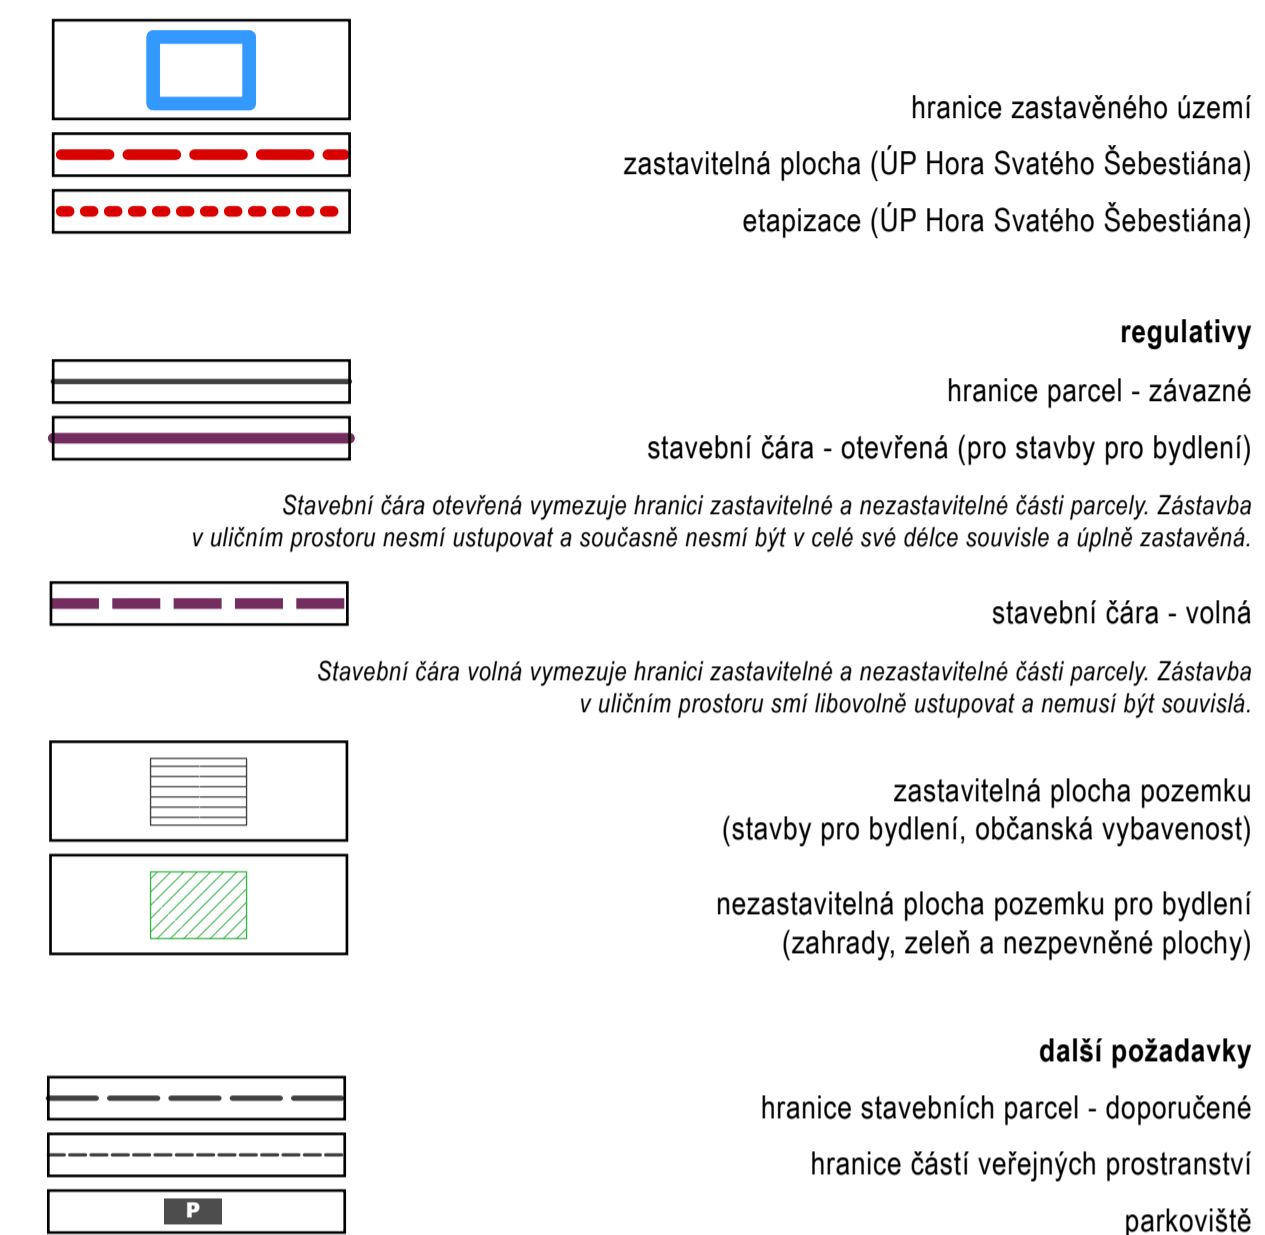 hranice zastavěného území
zastavitelná plocha (ÚP Hora Svatého Šebestiána)
etapizace (ÚP Hora Svatého Šebestiána)
regulativy
hranice parcel - závazné
stavební čára - otevřená (pro stavby pro bydlení)
Stavební čára otevřená vymezuje hranici zastavitelné a nezastavitelné části parcely. Zástavba
v uličním prostoru nesmí ustupovat a současně nesmí být v celé své délce souvisle a úplně zastavěná.
stavební čára - volná
Stavební čára volná vymezuje hranici zastavitelné a nezastavitelné části parcely. Zástavba
v uličním prostoru smí libovolně ustupovat a nemusí být souvislá.
zastavitelná plocha pozemku
(stavby pro bydlení, občanská vybavenost)
nezastavitelná plocha pozemku pro bydlení
(zahrady, zeleň a nezpevněné plochy)
další požadavky
hranice stavebních parcel - doporučené
hranice částí veřejných prostranství
P
parkoviště